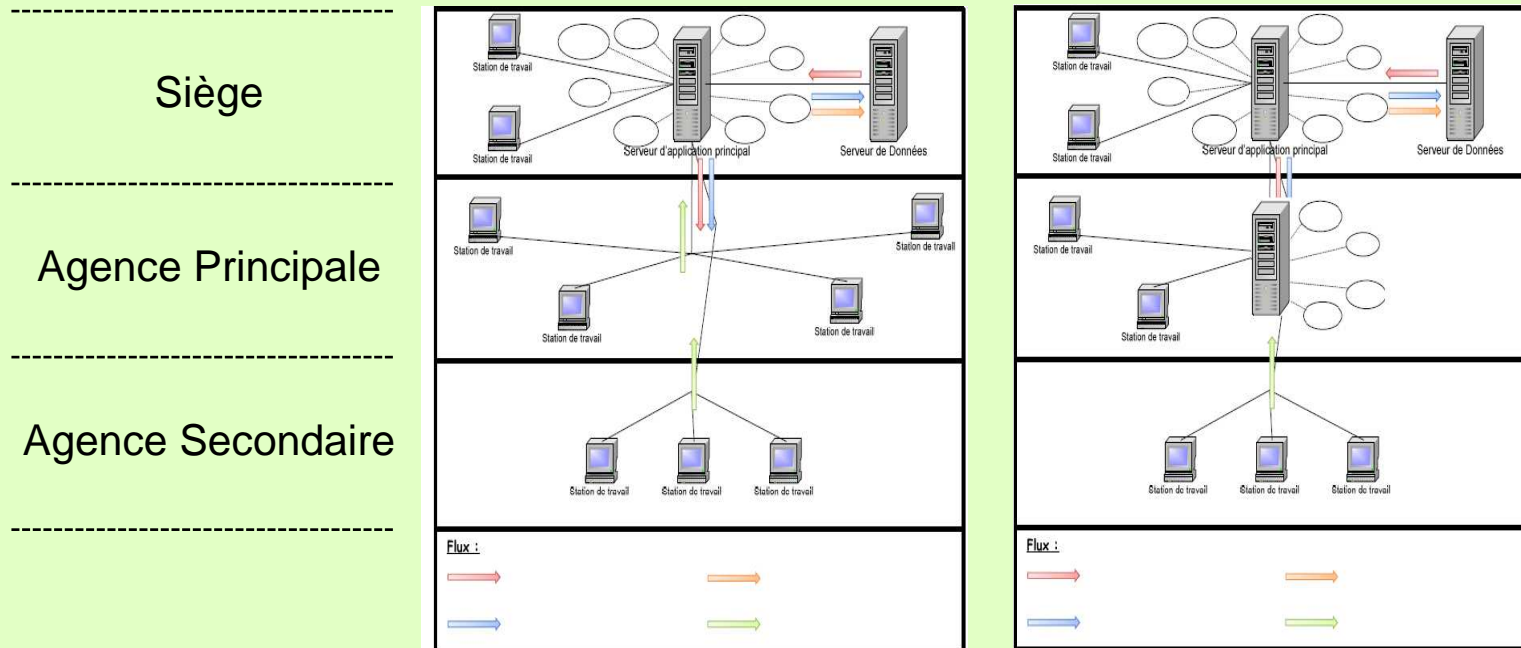 ------------------------------------
Siège
------------------------------------
Agence Principale
------------------------------------
Agence Secondaire
------------------------------------
Station de travail
Station de travail
Serveur d'application principal
Serveur de Données
Station de travail
Station de travail
Station de travail
Station de travail
Station de travail
Station de travail
Station de travail
Flux :
Station de travail
Station de travail
Serveur d'application principal
Serveur de Données
Station de travail
Station de travail
Station de travail
Station de travail
Station de travail
Flux :